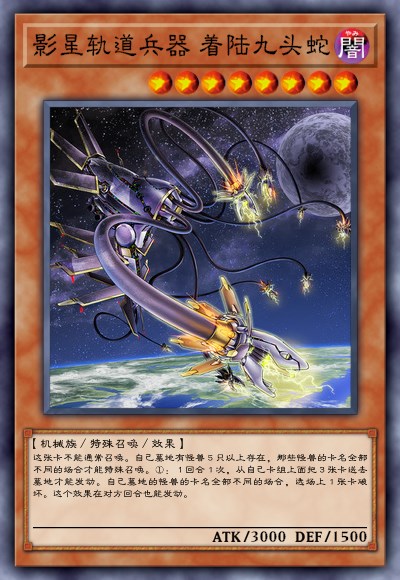 影星轨道兵器 着陆九头蛇
闇
やみ
【机械族／特殊召唤／效果】
这张卡不能通常召唤。自己墓地有怪兽5只以上存在，那些怪兽的卡名全部
不同的场合才能特殊召唤。①：1回合1次，从自己卡组上面把3张卡送去
墓地才能发动。自己墓地的怪兽的卡名全部不同的场合，选场上1张卡破
坏。这个效果在对方回合也能发动。
ATK/3000 DEF/1500